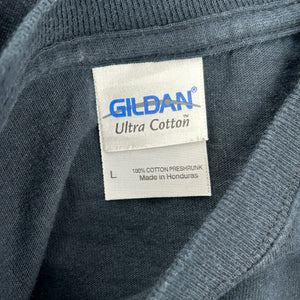 GILDAN®
Ultra Cotton™
L
100% COTTON PRESHRUNK
Made in Honduras